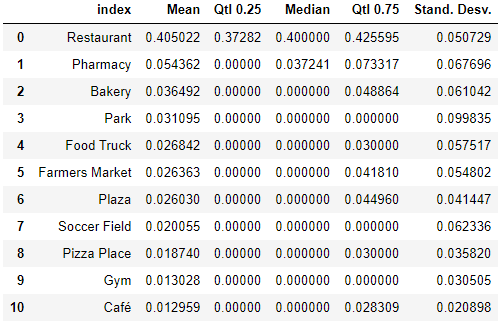 index Mean Qtl 0.25 Median Qtl 0.75 Stand. Desv.
0 Restaurant 0.405022 0.37282 0.400000 0.425595 0.050729
1 Pharmacy 0.054362 0.00000 0.037241 0.073317 0.067696
2 Bakery 0.036492 0.00000 0.000000 0.048864 0.061042
3 Park 0.031095 0.00000 0.000000 0.000000 0.099835
4 Food Truck 0.026842 0.00000 0.000000 0.030000 0.057517
5 Farmers Market 0.026363 0.00000 0.000000 0.041810 0.054802
6 Plaza 0.026030 0.00000 0.000000 0.044960 0.041447
7 Soccer Field 0.020055 0.00000 0.000000 0.000000 0.062336
8 Pizza Place 0.018740 0.00000 0.000000 0.030000 0.035820
9 Gym 0.013028 0.00000 0.000000 0.000000 0.030505
10 Café 0.012959 0.00000 0.000000 0.028309 0.020898